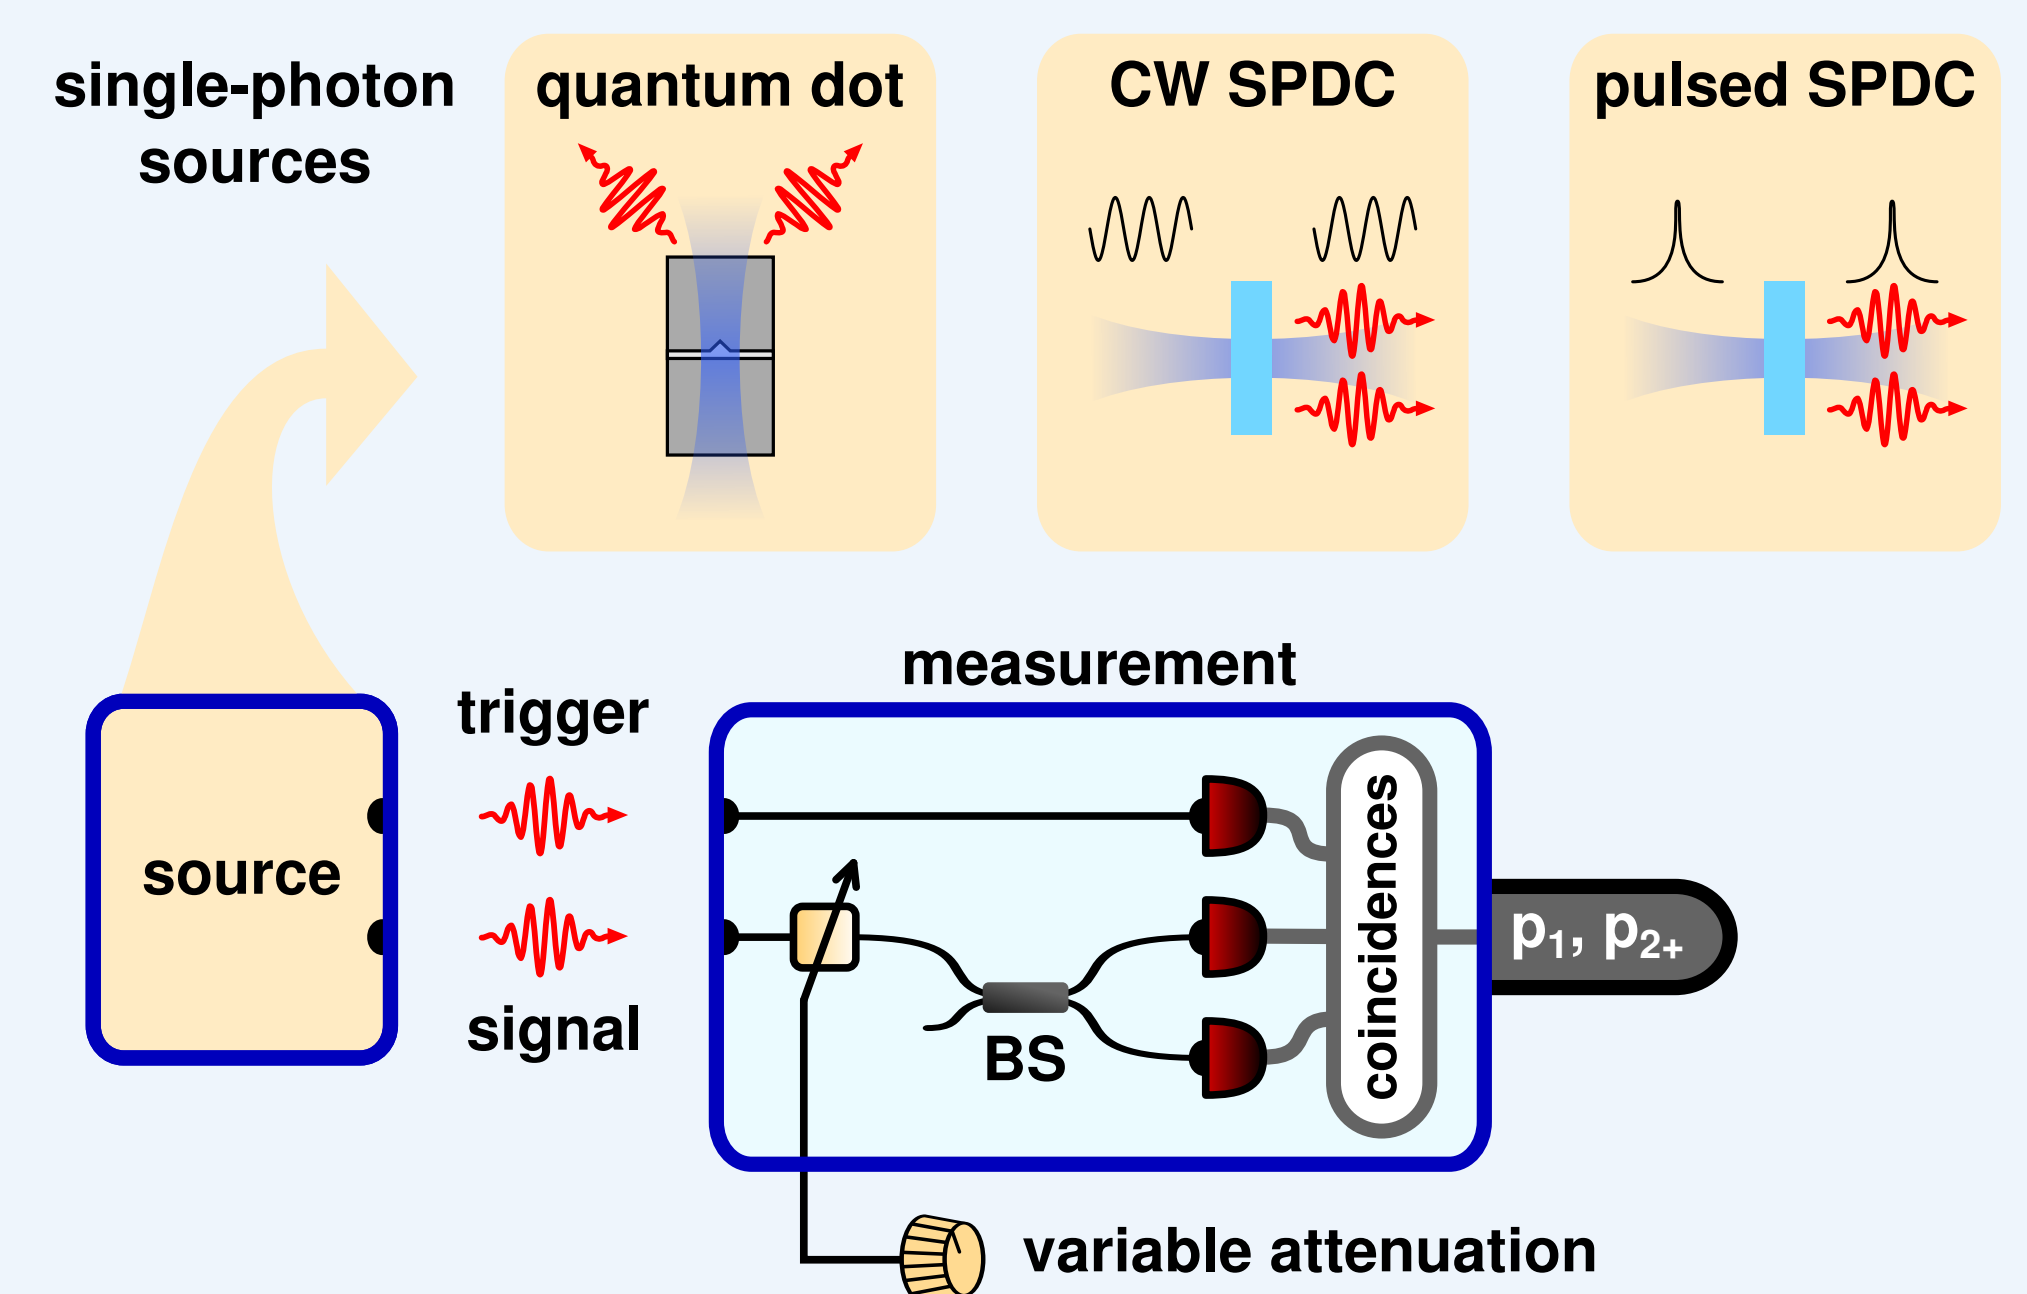 single-photon
sources
quantum dot
CW SPDC
pulsed SPDC
measurement
trigger
source
signal
BS
coincidences
p₁, p₂₊
variable attenuation